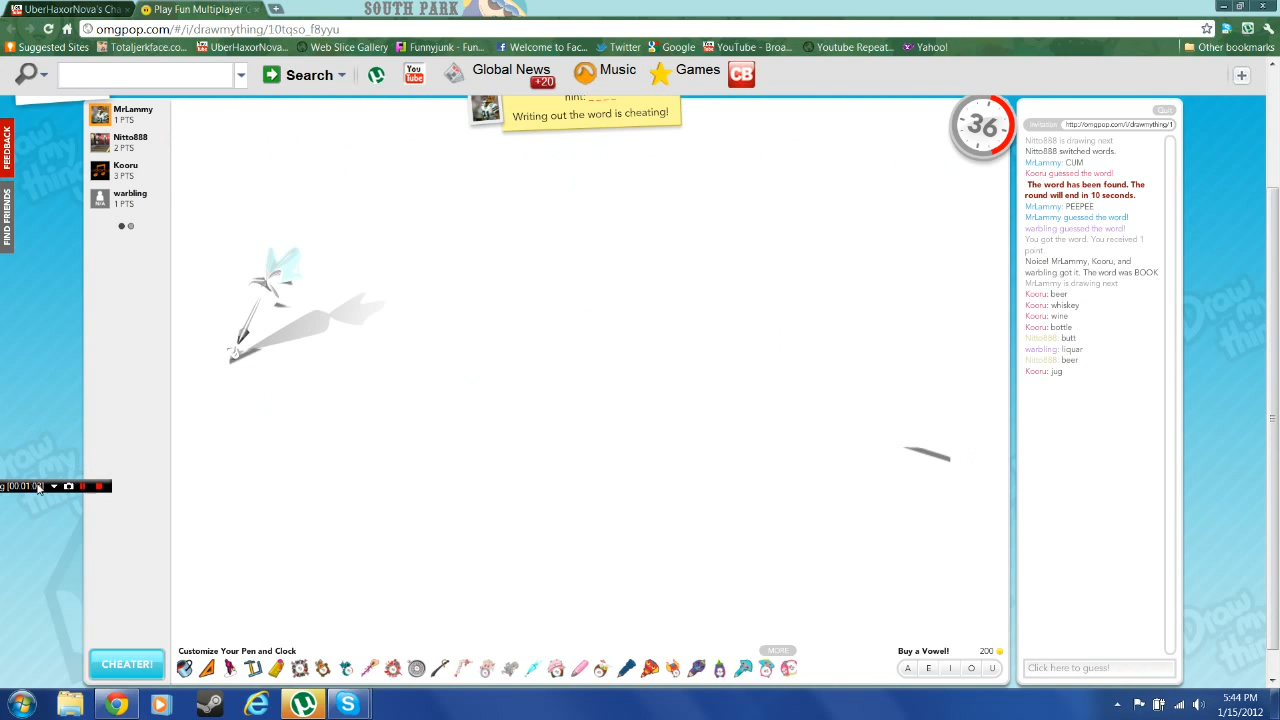 SOUTH PARK
UberHaxorNova's Cha
Play Fun Multiplayer
omgpop.com/#/i/drawmything/10tqso_f8yyu
Suggested Sites Totaljerkface.co... UberHaxorNova... Web Slice Gallery Funnyjunk - Fun... Welcome to Fac... Twitter Google YouTube - Broa... Youtube Repeat... Yahoo! Other bookmarks
Search You Tube Global News +20 Music Games CB
FEEDBACK
FIND FRIENDS
MrLammy
1 PTS
Nitto888
2 PTS
Kooru
3 PTS
N/A
warbling
1 PTS
hint: _ _ _ _
Writing out the word is cheating!
36
Invitation http://omgpop.com/i/drawmything/1
Nitto888 is drawing next
Nitto888 switched words.
MrLammy: CUM
Kooru guessed the word!
The word has been found. The
round will end in 10 seconds.
MrLammy: PEEPEE
MrLammy guessed the word!
warbling guessed the word!
You got the word. You received 1
point.
Noice! MrLammy, Kooru, and
warbling got it. The word was BOOK
MrLammy is drawing next
Kooru: beer
Kooru: whiskey
Kooru: wine
Kooru: bottle
Nitto888: butt
warbling: liquar
Nitto888: beer
Kooru: jug
g [00:01:00]
Customize Your Pen and Clock
MORE
Buy a Vowel! 200
A E I O U
CHEATER!
Click here to guess!
5:44 PM
1/15/2012